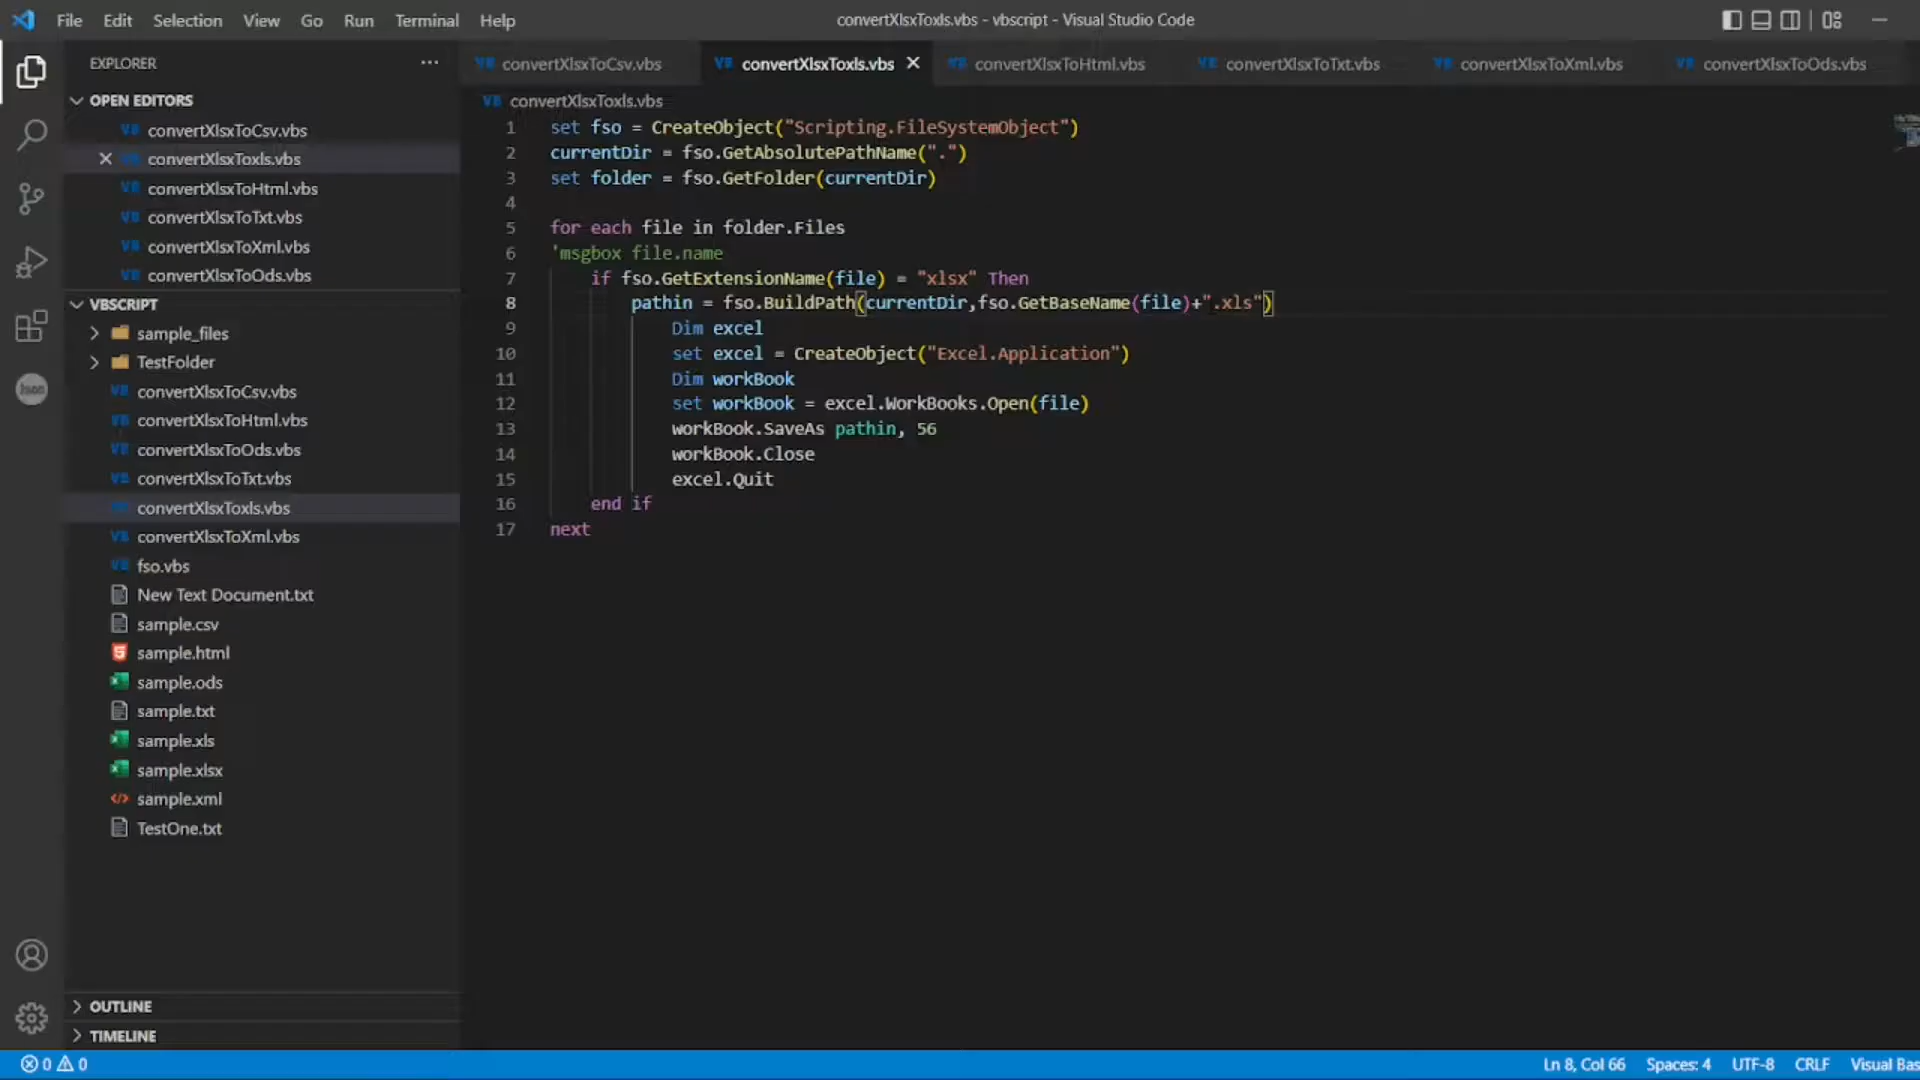 File Edit Selection View Go Run Terminal Help
convertXlsxToxls.vbs - vbscript - Visual Studio Code
EXPLORER
OPEN EDITORS
convertXlsxToCsv.vbs
convertXlsxToxls.vbs
convertXlsxToHtml.vbs
convertXlsxToTxt.vbs
convertXlsxToXml.vbs
convertXlsxToOds.vbs
VBSCRIPT
sample_files
TestFolder
convertXlsxToCsv.vbs
convertXlsxToHtml.vbs
convertXlsxToOds.vbs
convertXlsxToTxt.vbs
convertXlsxToxls.vbs
convertXlsxToXml.vbs
fso.vbs
New Text Document.txt
sample.csv
sample.html
sample.ods
sample.txt
sample.xls
sample.xlsx
sample.xml
TestOne.txt
OUTLINE
TIMELINE
convertXlsxToCsv.vbs convertXlsxToxls.vbs convertXlsxToHtml.vbs convertXlsxToTxt.vbs convertXlsxToXml.vbs convertXlsxToOds.vbs
convertXlsxToxls.vbs
1 set fso = CreateObject("Scripting.FileSystemObject")
2 currentDir = fso.GetAbsolutePathName(".")
3 set folder = fso.GetFolder(currentDir)
4
5 for each file in folder.Files
6 'msgbox file.name
7 if fso.GetExtensionName(file) = "xlsx" Then
8 pathin = fso.BuildPath(currentDir,fso.GetBaseName(file)+".xls")
9 Dim excel
10 set excel = CreateObject("Excel.Application")
11 Dim workBook
12 set workBook = excel.WorkBooks.Open(file)
13 workBook.SaveAs pathin, 56
14 workBook.Close
15 excel.Quit
16 end if
17 next
0 0
Ln 8, Col 66 Spaces: 4 UTF-8 CRLF Visual Bas